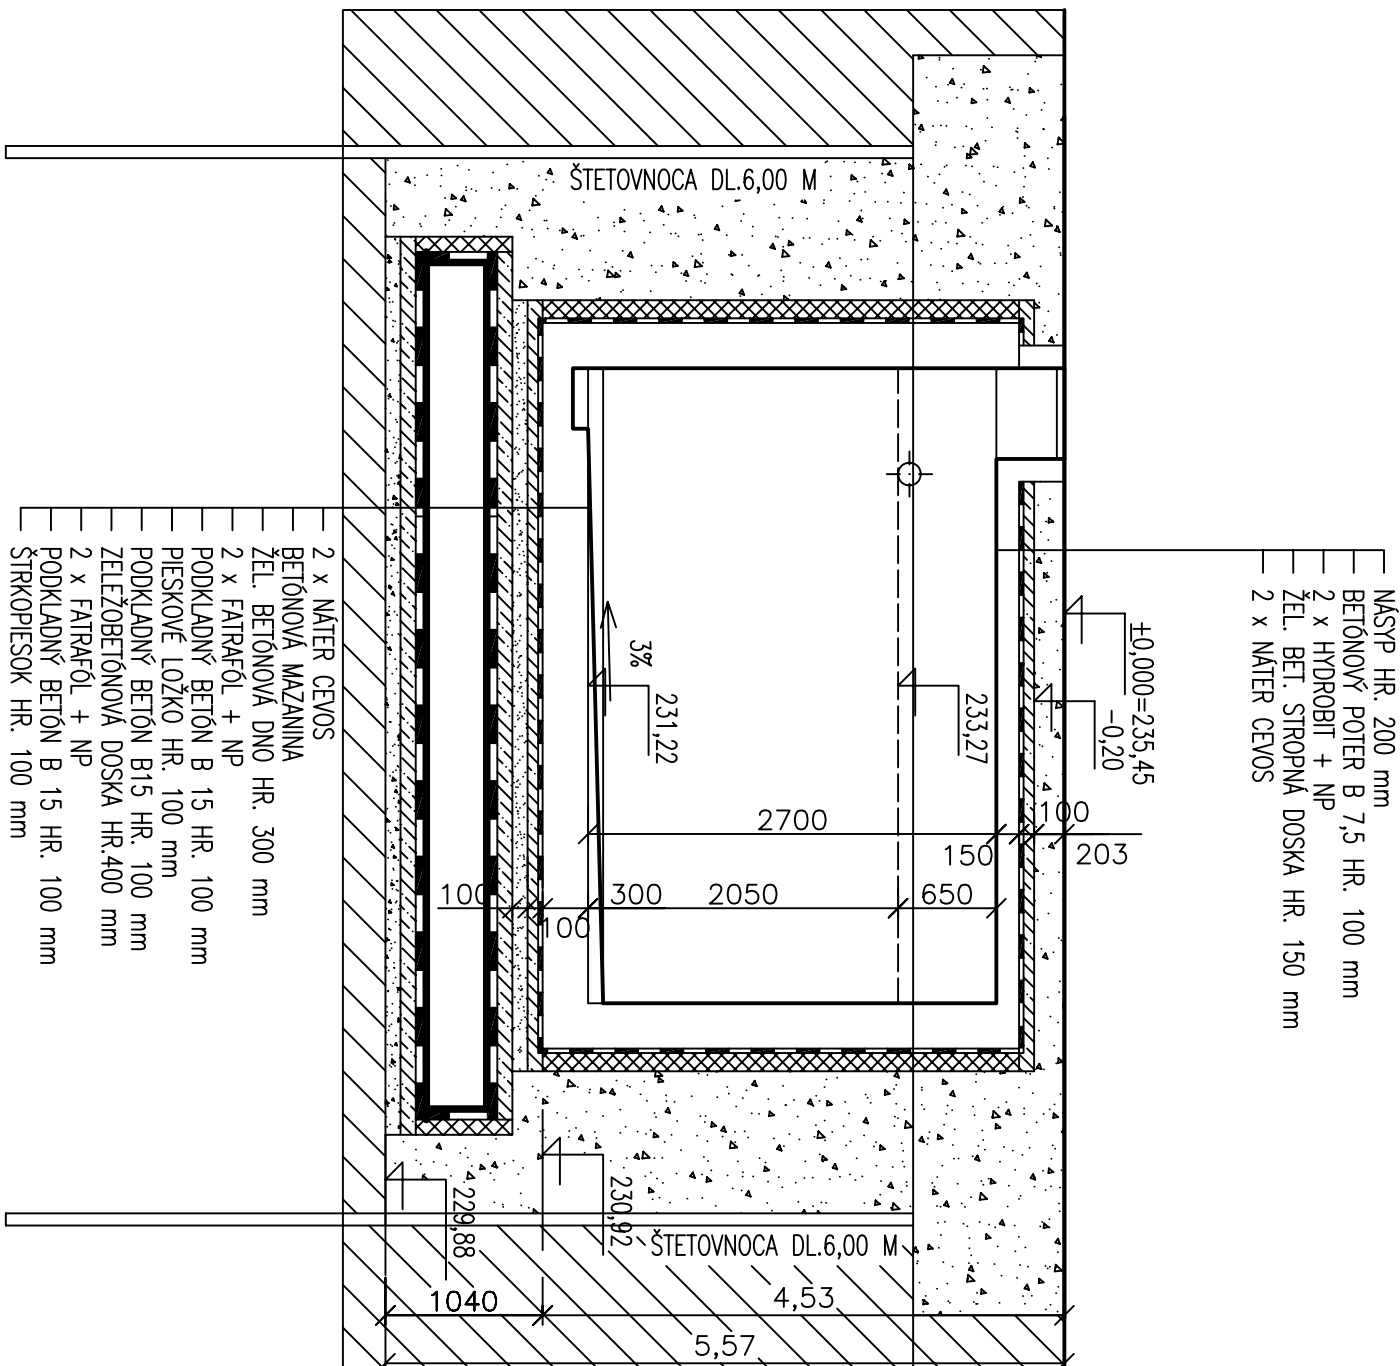 NÁSYP HR. 200 mm
BETÓNOVÝ POTER B 7,5 HR. 100 mm
2 x HYDROBIT + NP
ŽEL. BET. STROPNÁ DOSKA HR. 150 mm
2 x NÁTER CEVOS
±0,000=235,45
-0,20
233,27
231,22
3%
ŠTETOVNOCA DL.6,00 M
2700
150
100
203
100
300
2050
650
100
230,92
229,88
ŠTETOVNOCA DL.6,00 M
1040
4,53
5,57
2 x NÁTER CEVOS
BETÓNOVÁ MAZANINA
ŽEL. BETÓNOVÁ DNO HR. 300 mm
2 x FATRAFÓL + NP
PODKLADNÝ BETÓN B 15 HR. 100 mm
PIESKOVÉ LOŽKO HR. 100 mm
PODKLADNÝ BETÓN B15 HR. 100 mm
ZELEŽOBETÓNOVÁ DOSKA HR.400 mm
2 x FATRAFÓL + NP
PODKLADNÝ BETÓN B 15 HR. 100 mm
ŠTRKOPIESOK HR. 100 mm